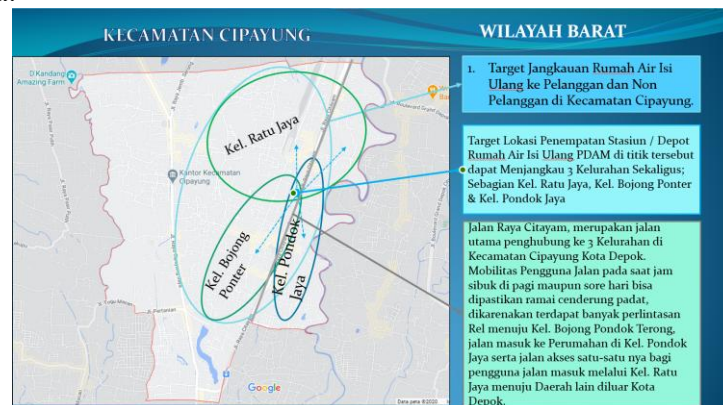 KECAMATAN CIPAYUNG
WILAYAH BARAT
D'Kandang
Amazing Farm
Kantor Kecamatan
Cipayung
Jl. Pertanian
Kel. Ratu Jaya
Kel. Bojong
Ponter
Kel. Pondok
Jaya
Google
Data peta ©2020
1. Target Jangkauan Rumah Air Isi
Ulang ke Pelanggan dan Non
Pelanggan di Kecamatan Cipayung.
Target Lokasi Penempatan Stasiun / Depot
Rumah Air Isi Ulang PDAM di titik tersebut
dapat Menjangkau 3 Kelurahan Sekaligus;
Sebagian Kel. Ratu Jaya, Kel. Bojong Ponter
& Kel. Pondok Jaya
Jalan Raya Citayam, merupakan jalan
utama penghubung ke 3 Kelurahan di
Kecamatan Cipayung Kota Depok.
Mobilitas Pengguna Jalan pada saat jam
sibuk di pagi maupun sore hari bisa
dipastikan ramai cenderung padat,
dikarenakan terdapat banyak perlintasan
Rel menuju Kel. Bojong Pondok Terong,
jalan masuk ke Perumahan di Kel. Pondok
Jaya serta jalan akses satu-satu nya bagi
pengguna jalan masuk melalui Kel. Ratu
Jaya menuju Daerah lain diluar Kota
Depok.